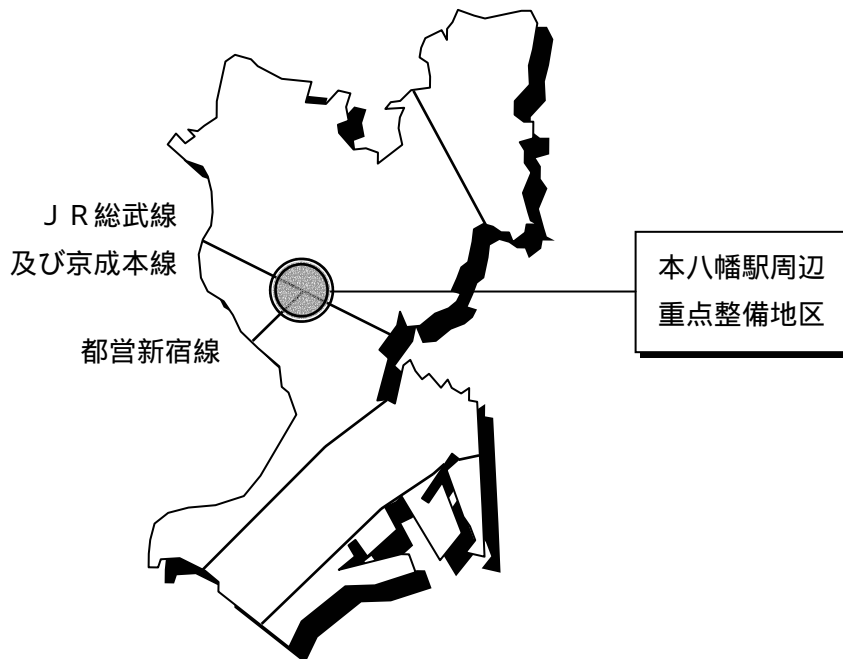 ＪＲ総武線
及び京成本線
都営新宿線
本八幡駅周辺
重点整備地区